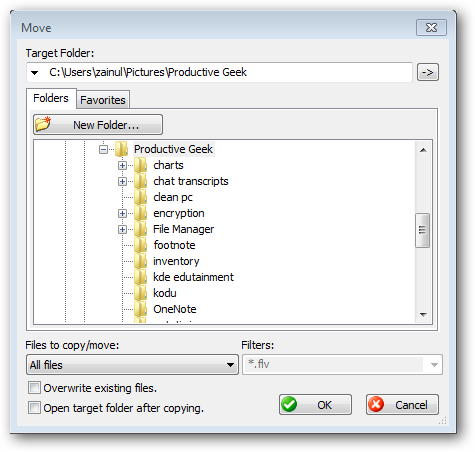 Move
Target Folder:
C:\Users\zainul\Pictures\Productive Geek
->
Folders
Favorites
New Folder...
Productive Geek
charts
chat transcripts
clean pc
encryption
File Manager
footnote
inventory
kde edutainment
kodu
OneNote
Files to copy/move:
Filters:
All files
*.flv
Overwrite existing files.
Open target folder after copying.
OK
Cancel